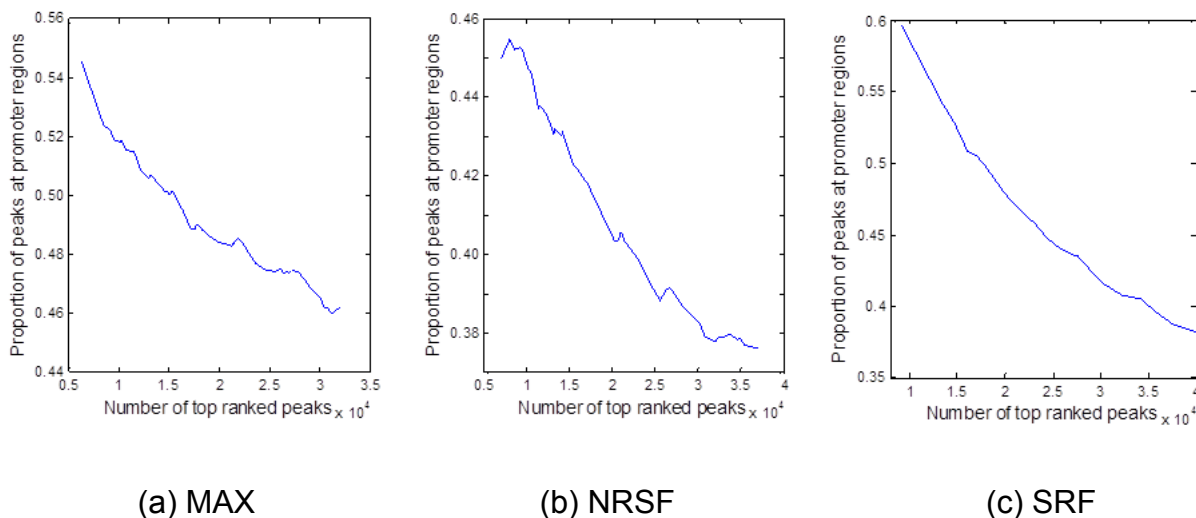 Proportion of peaks at promoter regions
0.56
0.54
0.52
0.50
0.48
0.46
0.44
0.5 1 1.5 2 2.5 3 3.5
Number of top ranked peaks x 10^4
(a) MAX
Proportion of peaks at promoter regions
0.46
0.44
0.42
0.40
0.38
0.5 1 1.5 2 2.5 3 3.5 4
Number of top ranked peaks x 10^4
(b) NRSF
Proportion of peaks at promoter regions
0.6
0.55
0.5
0.45
0.4
0.35
1 1.5 2 2.5 3 3.5 4
Number of top ranked peaks x 10^4
(c) SRF